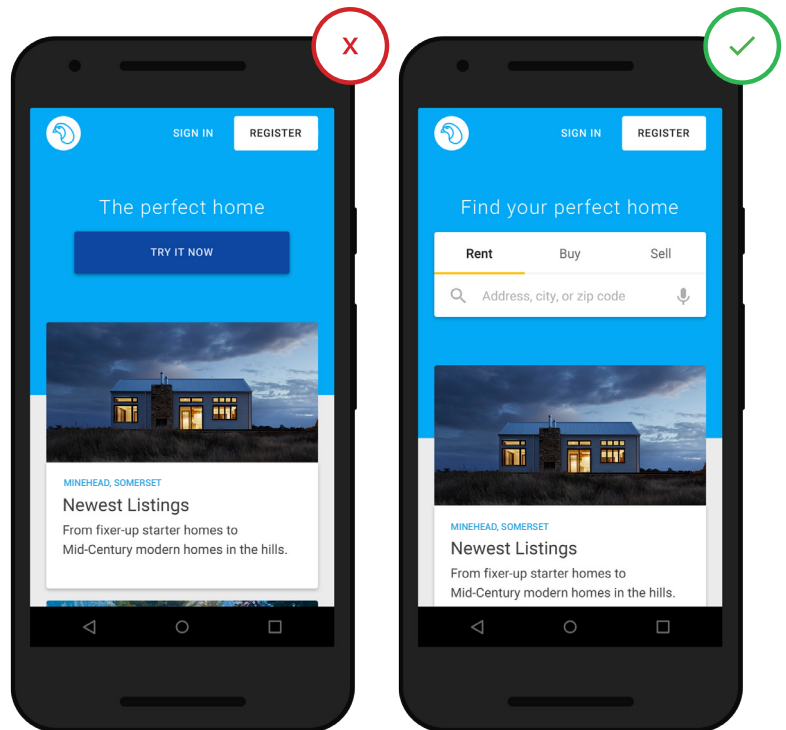 X
SIGN IN
REGISTER
The perfect home
TRY IT NOW
MINEHEAD, SOMERSET
Newest Listings
From fixer-up starter homes to
Mid-Century modern homes in the hills.
SIGN IN
REGISTER
Find your perfect home
Rent
Buy
Sell
Address, city, or zip code
MINEHEAD, SOMERSET
Newest Listings
From fixer-up starter homes to
Mid-Century modern homes in the hills.